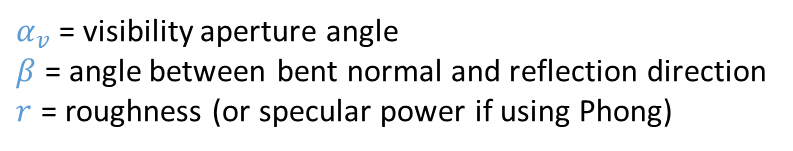 αᵥ = visibility aperture angle
β = angle between bent normal and reflection direction
r = roughness (or specular power if using Phong)